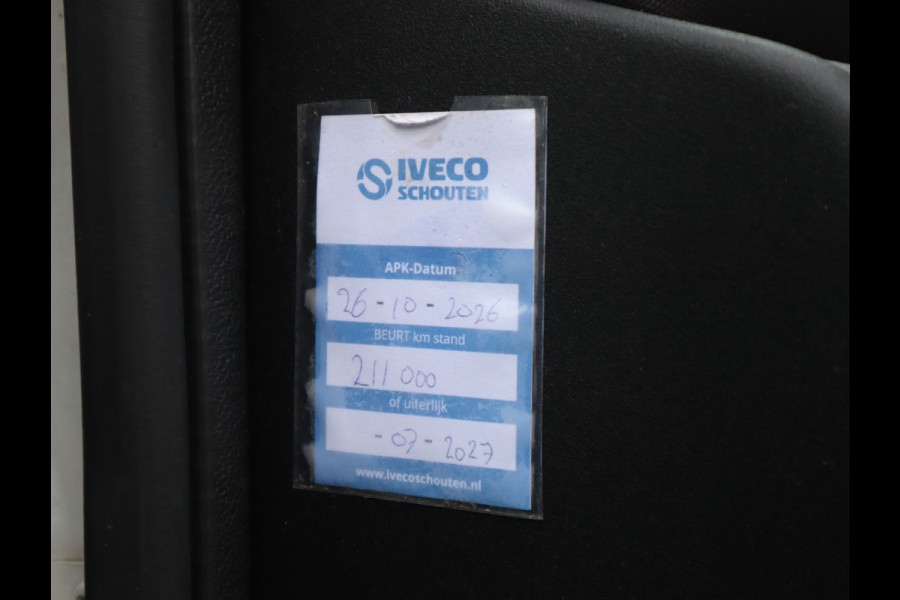 IVECO
SCHOUTEN
APK-Datum
26-10-2026
BEURT km stand
211 000
of uiterlijk
-07-2027
www.ivecoschouten.nl